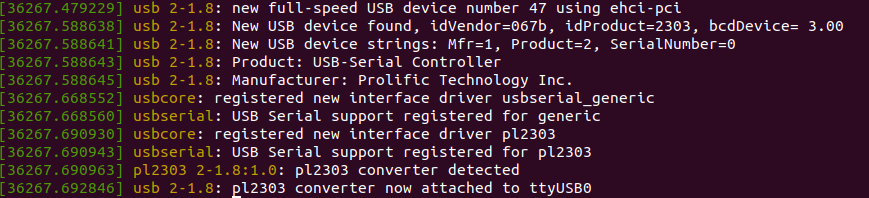 [36267.479229] usb 2-1.8: new full-speed USB device number 47 using ehci-pci
[36267.588638] usb 2-1.8: New USB device found, idVendor=067b, idProduct=2303, bcdDevice= 3.00
[36267.588641] usb 2-1.8: New USB device strings: Mfr=1, Product=2, SerialNumber=0
[36267.588643] usb 2-1.8: Product: USB-Serial Controller
[36267.588645] usb 2-1.8: Manufacturer: Prolific Technology Inc.
[36267.668552] usbcore: registered new interface driver usbserial_generic
[36267.668560] usbserial: USB Serial support registered for generic
[36267.690930] usbcore: registered new interface driver pl2303
[36267.690943] usbserial: USB Serial support registered for pl2303
[36267.690963] pl2303 2-1.8:1.0: pl2303 converter detected
[36267.692846] usb 2-1.8: pl2303 converter now attached to ttyUSB0